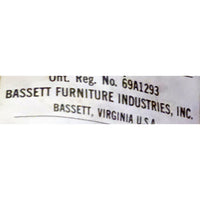 Ont. Reg. No. 69A1293
BASSETT FURNITURE INDUSTRIES, INC.
BASSETT, VIRGINIA U.S.A.